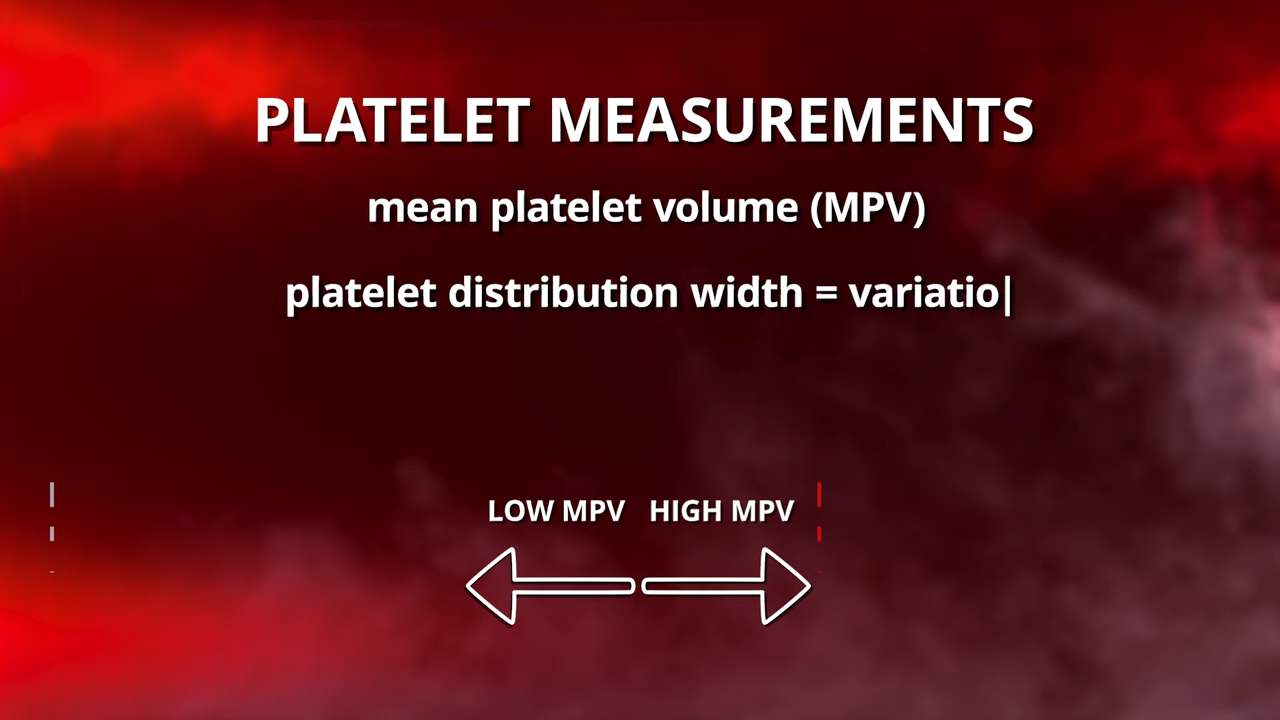 PLATELET MEASUREMENTS
mean platelet volume (MPV)
platelet distribution width = variatio|
LOW MPV HIGH MPV